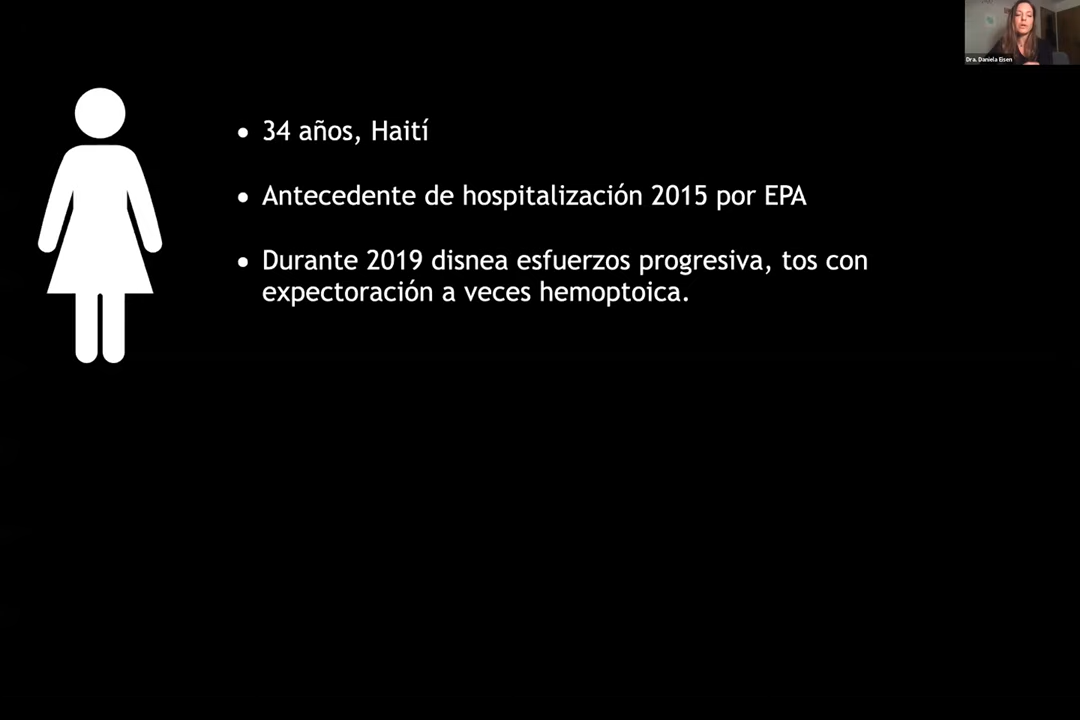 Dra. Daniela Eisen
• 34 años, Haití
• Antecedente de hospitalización 2015 por EPA
• Durante 2019 disnea esfuerzos progresiva, tos con
expectoración a veces hemoptoica.